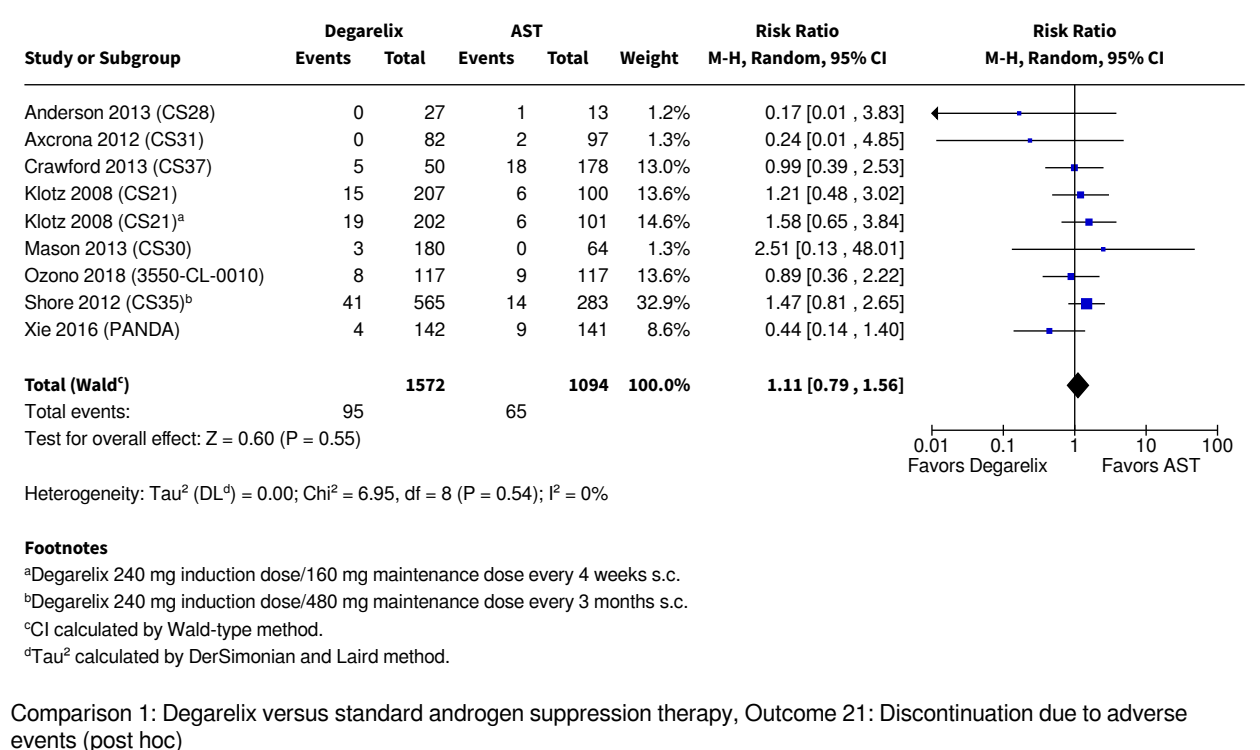 Degarelix AST Risk Ratio Risk Ratio
Study or Subgroup Events Total Events Total Weight M-H, Random, 95% CI M-H, Random, 95% CI
Anderson 2013 (CS28) 0 27 1 13 1.2% 0.17 [0.01 , 3.83]
Axcrona 2012 (CS31) 0 82 2 97 1.3% 0.24 [0.01 , 4.85]
Crawford 2013 (CS37) 5 50 18 178 13.0% 0.99 [0.39 , 2.53]
Klotz 2008 (CS21) 15 207 6 100 13.6% 1.21 [0.48 , 3.02]
Klotz 2008 (CS21)ᵃ 19 202 6 101 14.6% 1.58 [0.65 , 3.84]
Mason 2013 (CS30) 3 180 0 64 1.3% 2.51 [0.13 , 48.01]
Ozono 2018 (3550-CL-0010) 8 117 9 117 13.6% 0.89 [0.36 , 2.22]
Shore 2012 (CS35)ᵇ 41 565 14 283 32.9% 1.47 [0.81 , 2.65]
Xie 2016 (PANDA) 4 142 9 141 8.6% 0.44 [0.14 , 1.40]
Total (Waldᶜ) 1572 1094 100.0% 1.11 [0.79 , 1.56]
Total events: 95 65
Test for overall effect: Z = 0.60 (P = 0.55)
0.01 0.1 1 10 100
Favors Degarelix Favors AST
Heterogeneity: Tau² (DLᵈ) = 0.00; Chi² = 6.95, df = 8 (P = 0.54); I² = 0%
Footnotes
ᵃDegarelix 240 mg induction dose/160 mg maintenance dose every 4 weeks s.c.
ᵇDegarelix 240 mg induction dose/480 mg maintenance dose every 3 months s.c.
ᶜCI calculated by Wald-type method.
ᵈTau² calculated by DerSimonian and Laird method.
Comparison 1: Degarelix versus standard androgen suppression therapy, Outcome 21: Discontinuation due to adverse
events (post hoc)